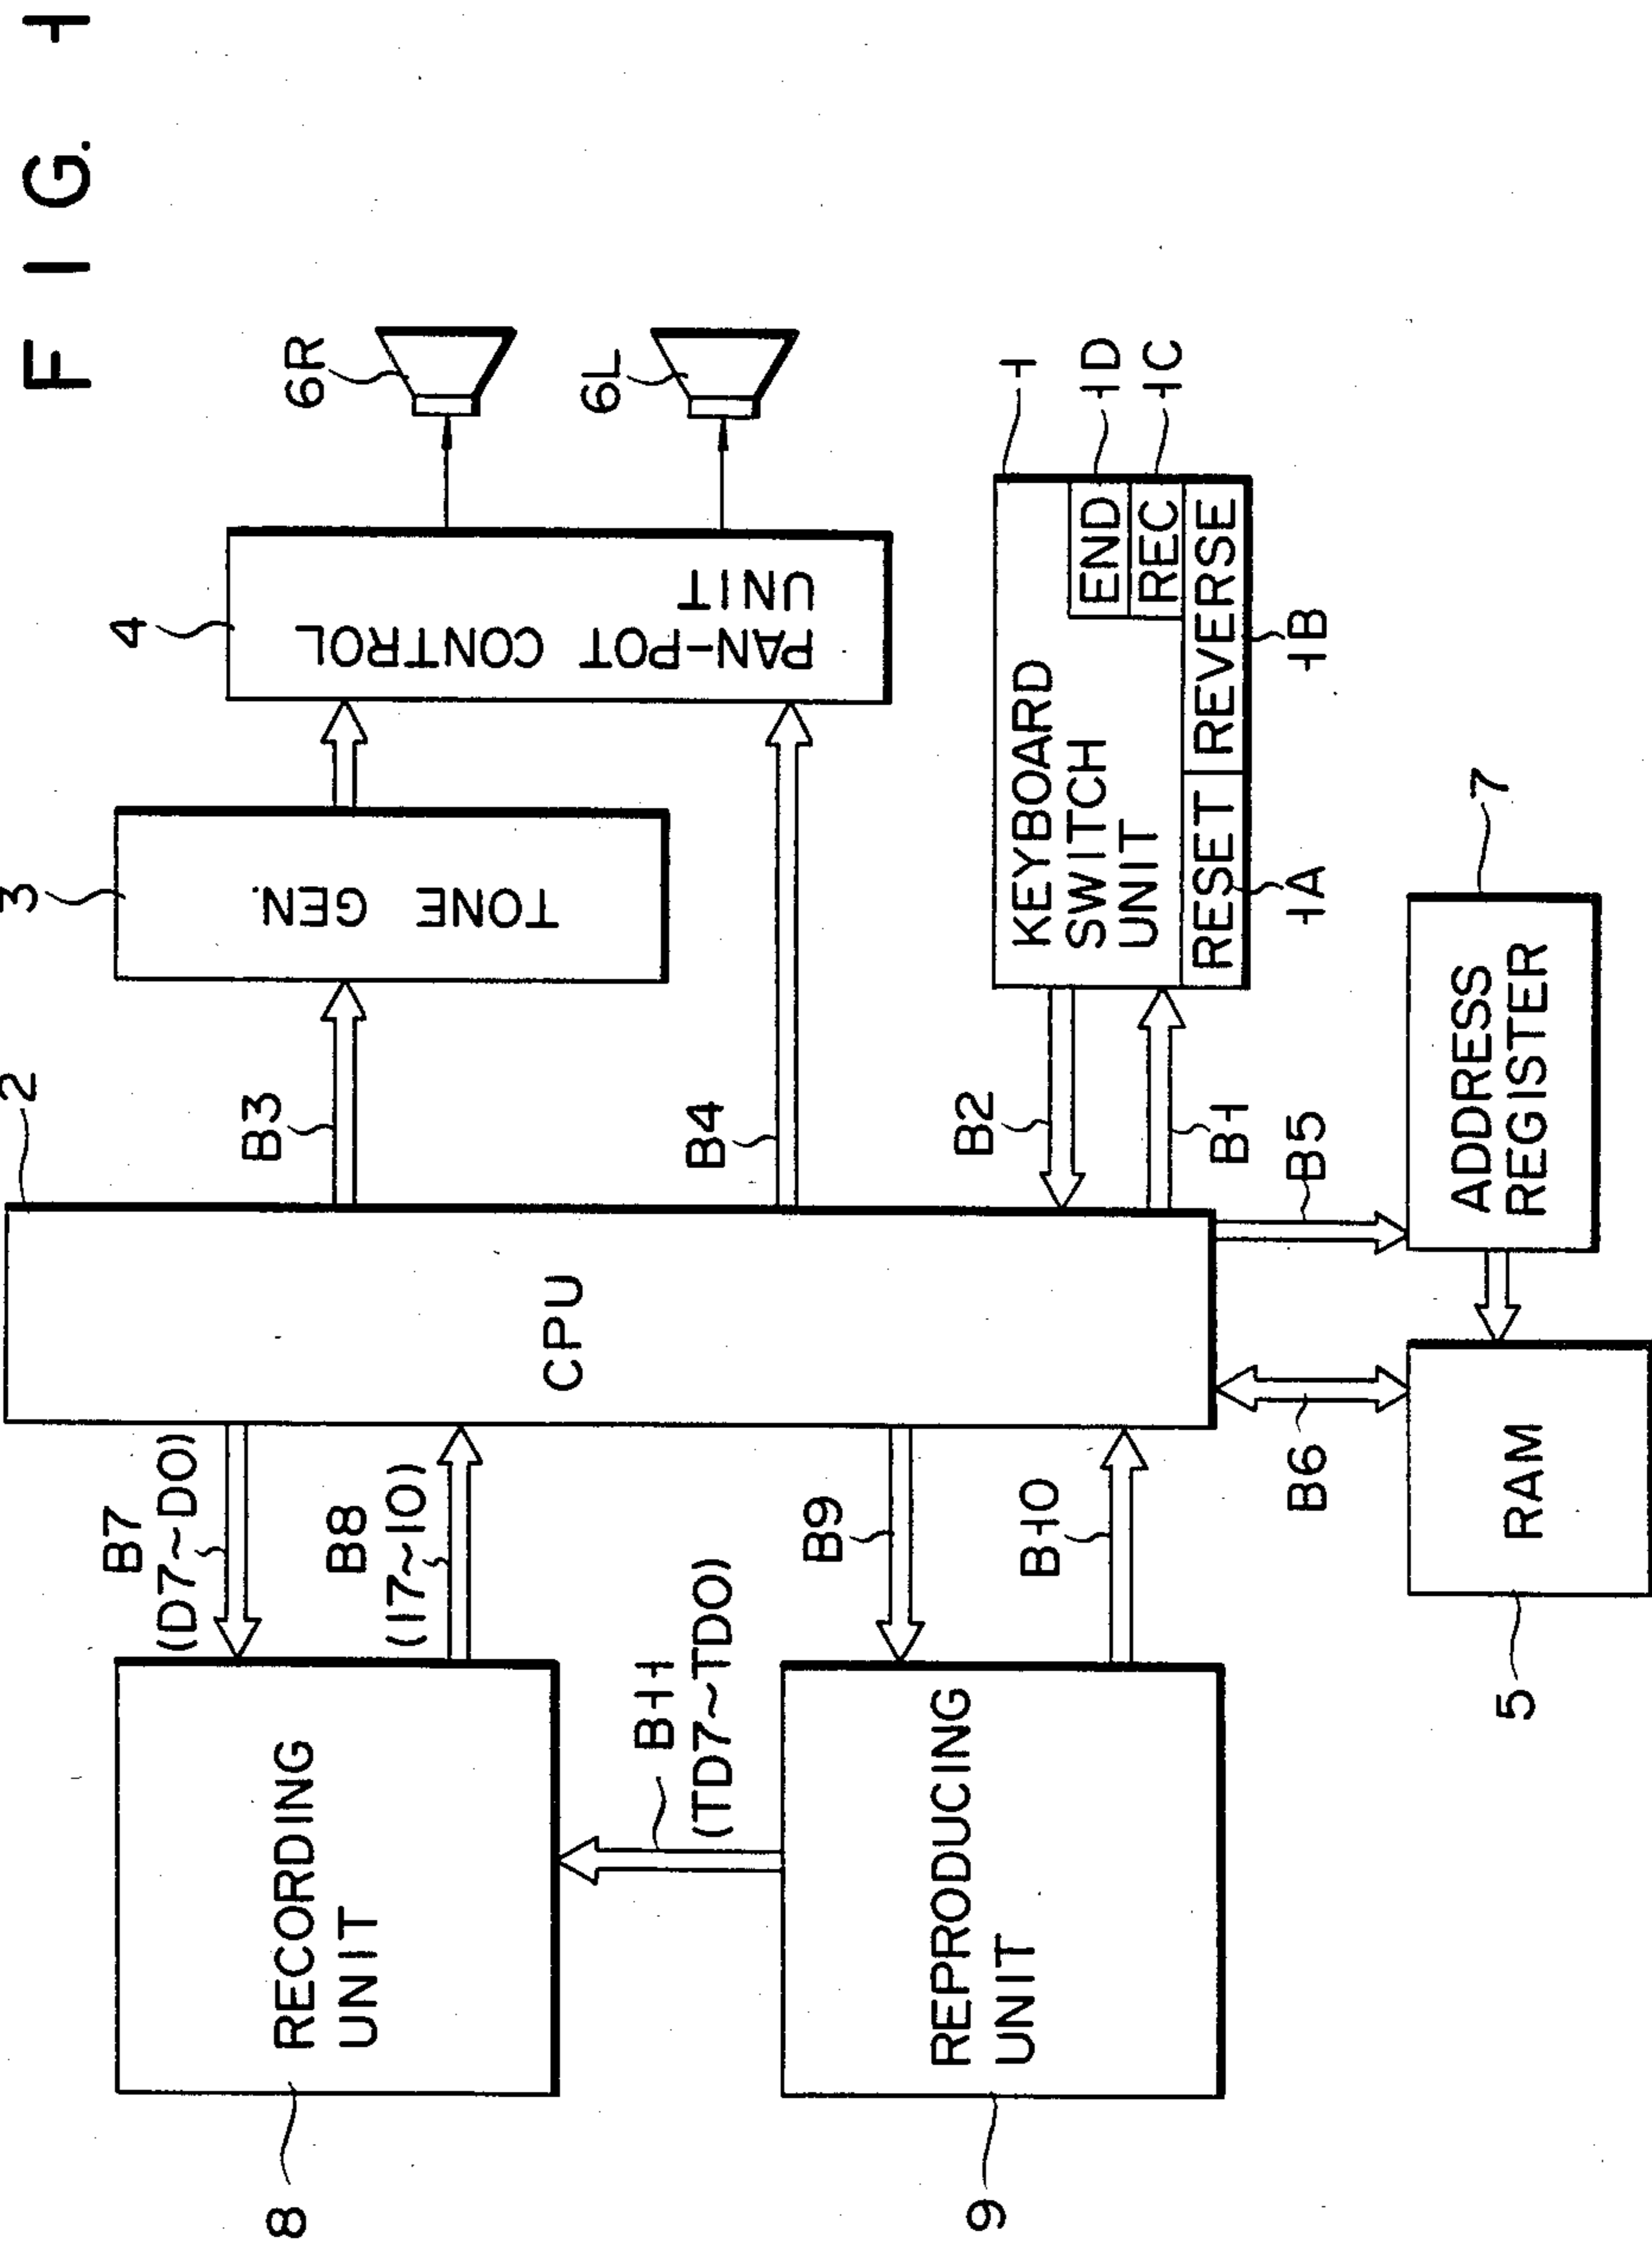 FIG. 1
8
RECORDING
UNIT
B7
(D7~D0)
B8
(I7~I0)
B11
(TD7~TD0)
9
REPRODUCING
UNIT
B9
B10
2
CPU
B3
B4
B2
B1
B5
B6
3
TONE GEN.
4
PAN-POT CONTROL
UNIT
6R
6L
1
KEYBOARD
SWITCH
UNIT
END
1D
REC
1C
RESET
REVERSE
1A
1B
5
RAM
7
ADDRESS
REGISTER